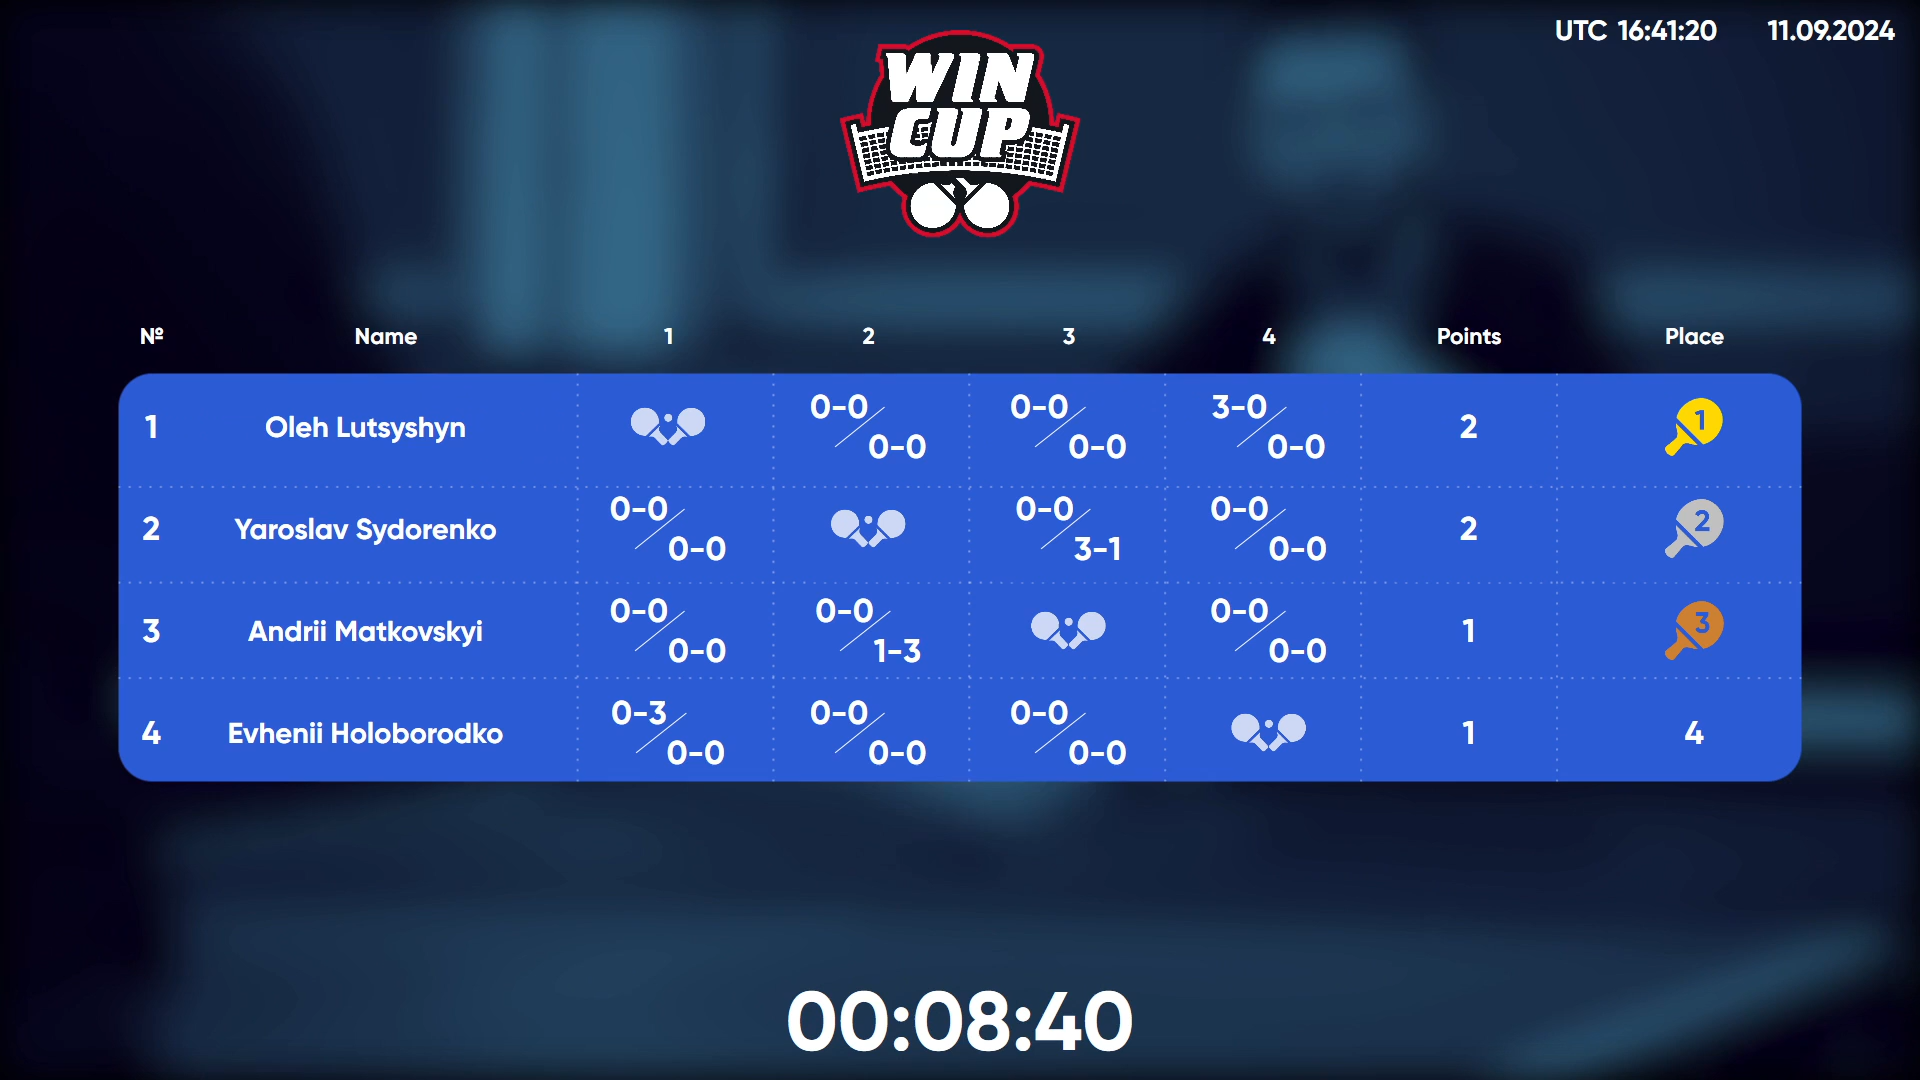 UTC 16:41:20 11.09.2024
WIN
CUP
№ Name 1 2 3 4 Points Place
1 Oleh Lutsyshyn 0-0 0-0 0-0 0-0 3-0 0-0 2 1
2 Yaroslav Sydorenko 0-0 0-0 0-0 3-1 0-0 0-0 2 2
3 Andrii Matkovskyi 0-0 0-0 0-0 1-3 0-0 0-0 1 3
4 Evhenii Holoborodko 0-3 0-0 0-0 0-0 0-0 0-0 1 4
00:08:40